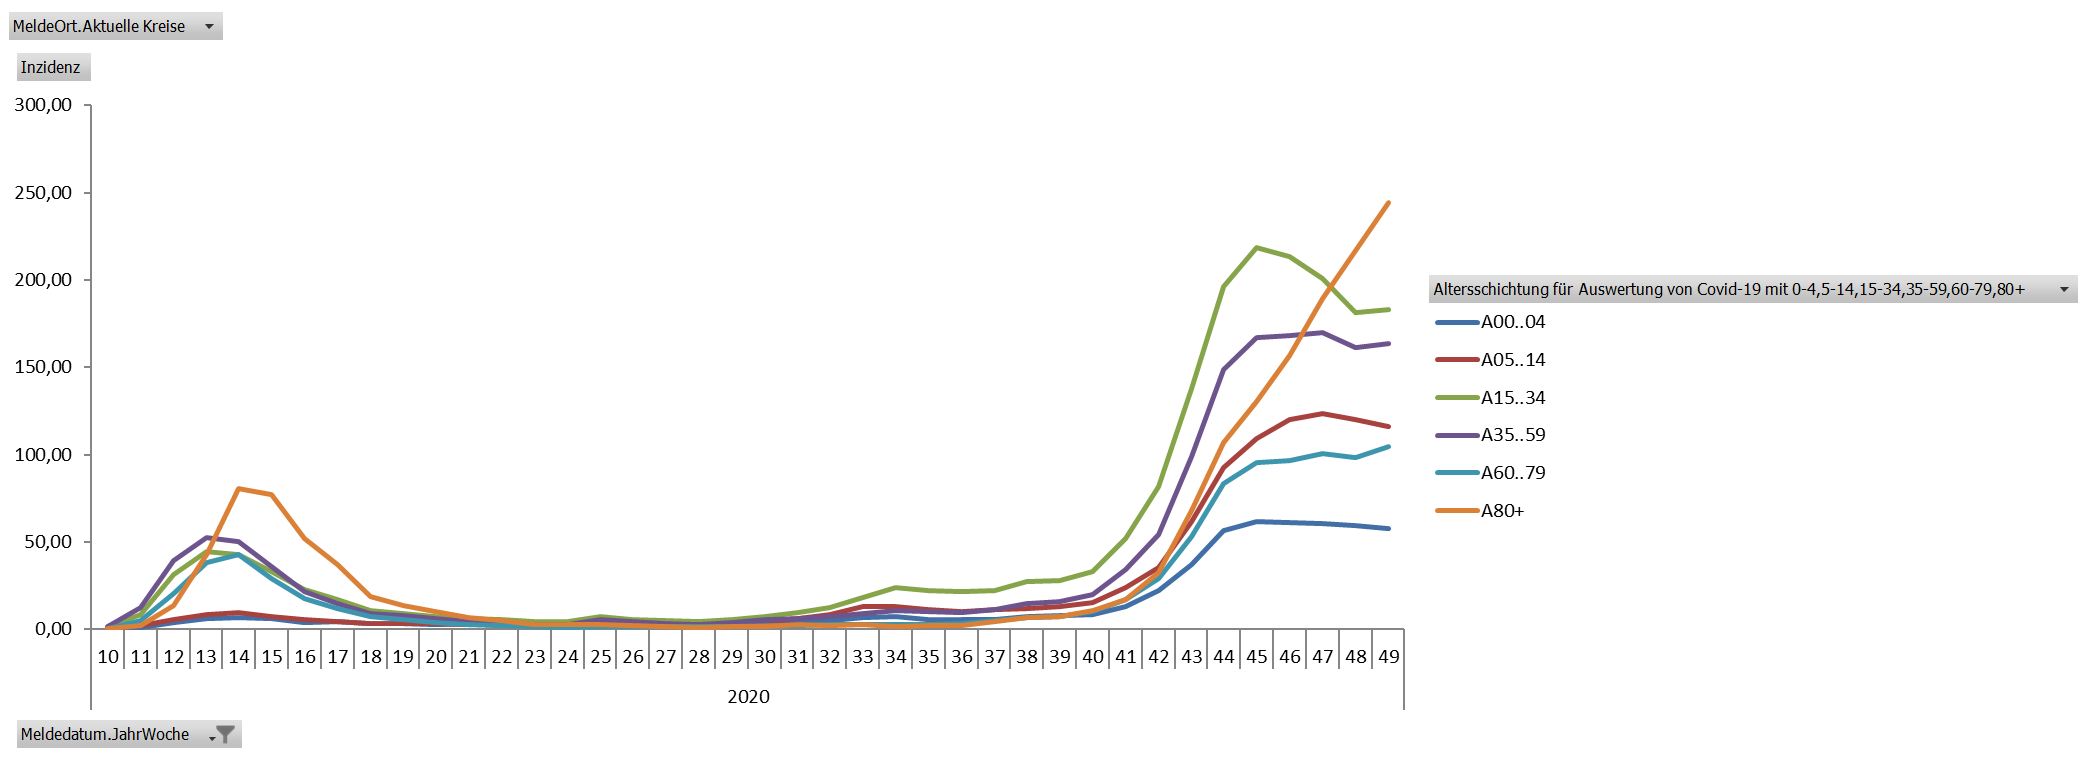 MeldeOrt.Aktuelle Kreise
Inzidenz
300,00
250,00
200,00
150,00
100,00
50,00
0,00
10 11 12 13 14 15 16 17 18 19 20 21 22 23 24 25 26 27 28 29 30 31 32 33 34 35 36 37 38 39 40 41 42 43 44 45 46 47 48 49
2020
Meldedatum.JahrWoche
Altersschichtung für Auswertung von Covid-19 mit 0-4,5-14,15-34,35-59,60-79,80+
A00..04
A05..14
A15..34
A35..59
A60..79
A80+